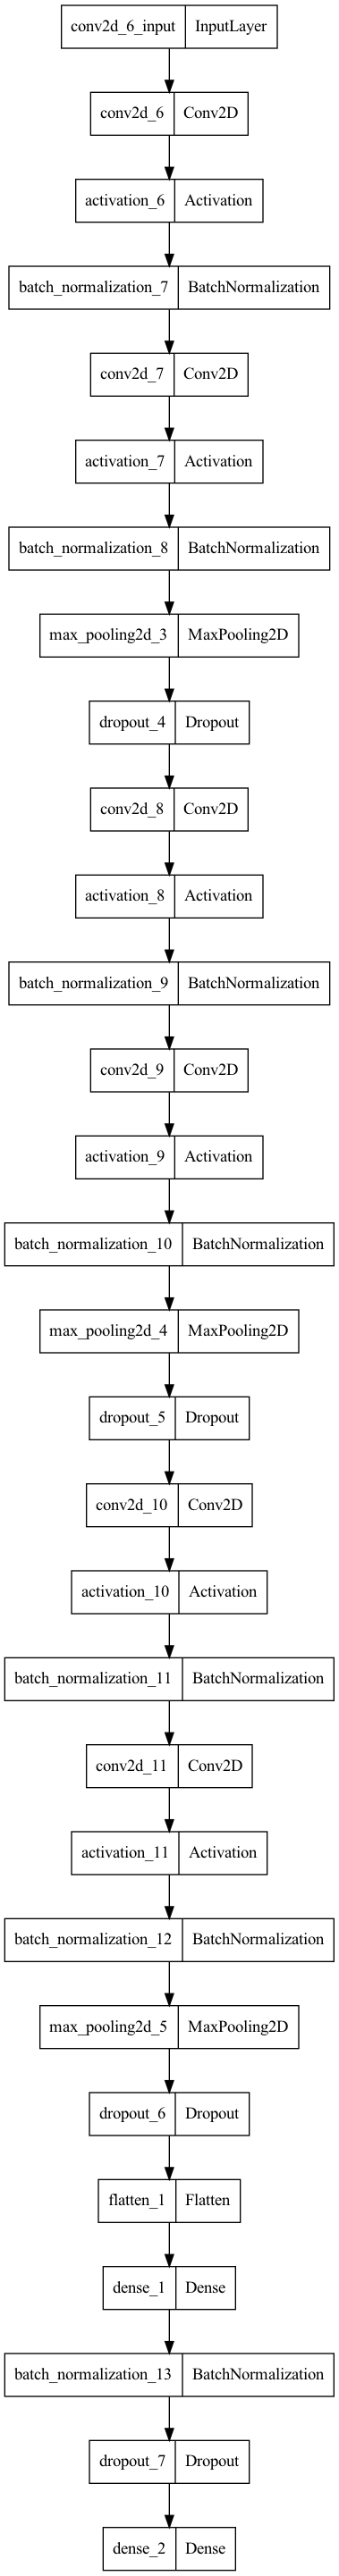 conv2d_6_input InputLayer
conv2d_6 Conv2D
activation_6 Activation
batch_normalization_7 BatchNormalization
conv2d_7 Conv2D
activation_7 Activation
batch_normalization_8 BatchNormalization
max_pooling2d_3 MaxPooling2D
dropout_4 Dropout
conv2d_8 Conv2D
activation_8 Activation
batch_normalization_9 BatchNormalization
conv2d_9 Conv2D
activation_9 Activation
batch_normalization_10 BatchNormalization
max_pooling2d_4 MaxPooling2D
dropout_5 Dropout
conv2d_10 Conv2D
activation_10 Activation
batch_normalization_11 BatchNormalization
conv2d_11 Conv2D
activation_11 Activation
batch_normalization_12 BatchNormalization
max_pooling2d_5 MaxPooling2D
dropout_6 Dropout
flatten_1 Flatten
dense_1 Dense
batch_normalization_13 BatchNormalization
dropout_7 Dropout
dense_2 Dense